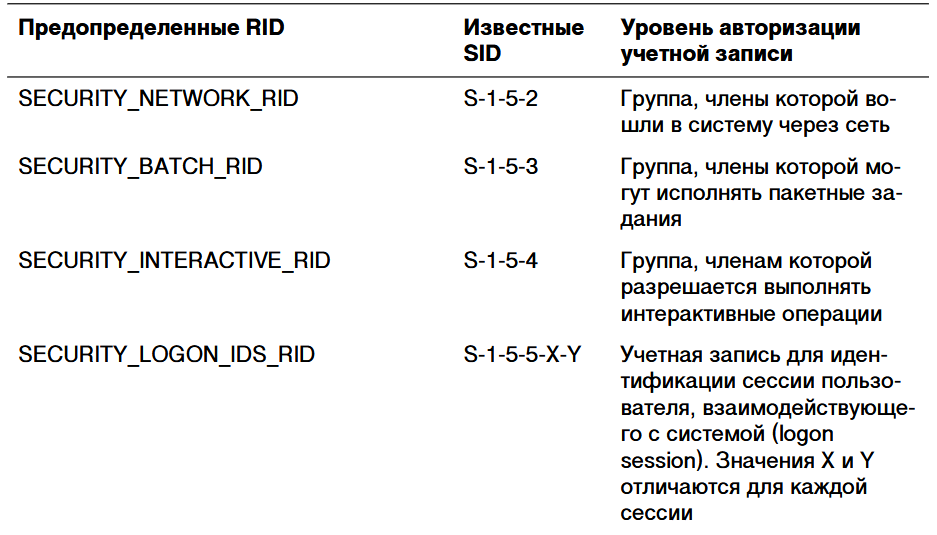 Предопределенные RID Известные SID Уровень авторизации учетной записи
SECURITY_NETWORK_RID S-1-5-2 Группа, члены которой во-
шли в систему через сеть
SECURITY_BATCH_RID S-1-5-3 Группа, члены которой мо-
гут исполнять пакетные за-
дания
SECURITY_INTERACTIVE_RID S-1-5-4 Группа, членам которой
разрешается выполнять
интерактивные операции
SECURITY_LOGON_IDS_RID S-1-5-5-X-Y Учетная запись для иден-
тификации сессии пользо-
вателя, взаимодействующе-
го с системой (logon
session). Значения X и Y
отличаются для каждой
сессии